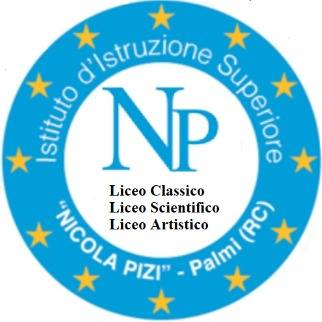 Istituto d'Istruzione Superiore
NP
Liceo Classico
Liceo Scientifico
Liceo Artistico
"NICOLA PIZI" - Palmi (RC)